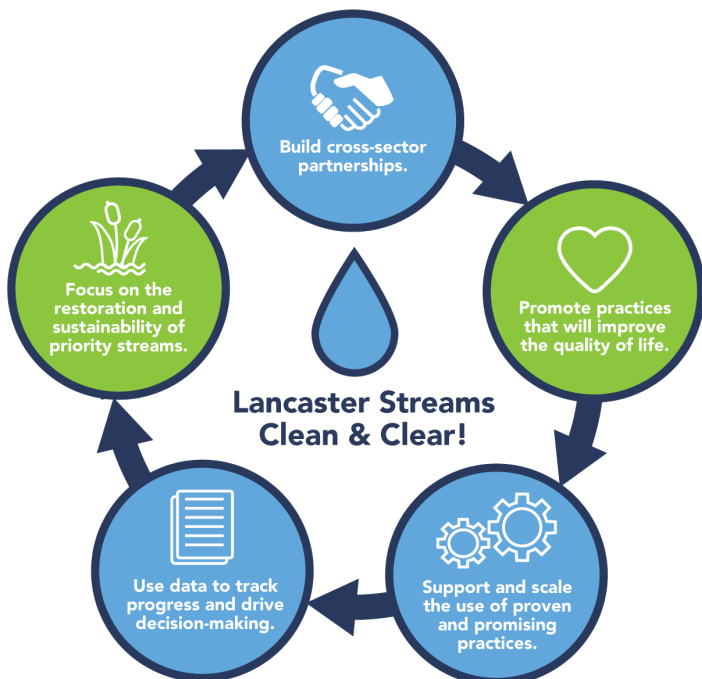 Build cross-sector
partnerships.
Promote practices
that will improve
the quality of life.
Support and scale
the use of proven
and promising
practices.
Use data to track
progress and drive
decision-making.
Focus on the
restoration and
sustainability of
priority streams.
Lancaster Streams
Clean & Clear!